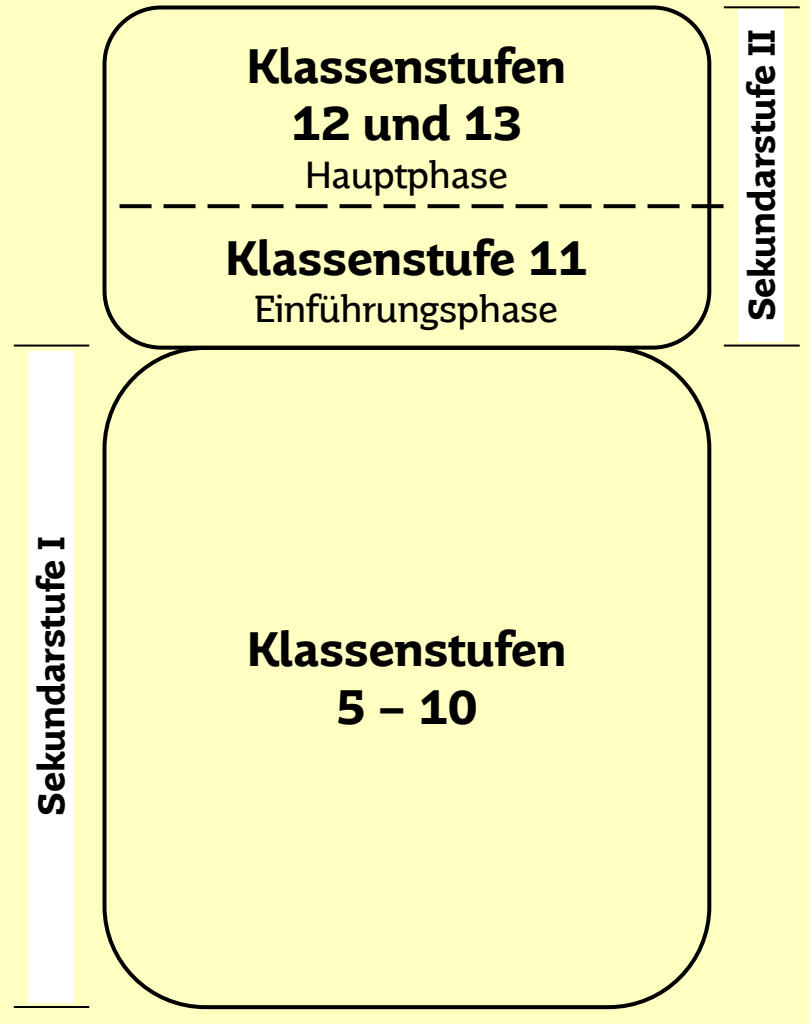 Klassenstufen
12 und 13
Hauptphase
Klassenstufe 11
Einführungsphase
Sekundarstufe II
Klassenstufen
5 – 10
Sekundarstufe I